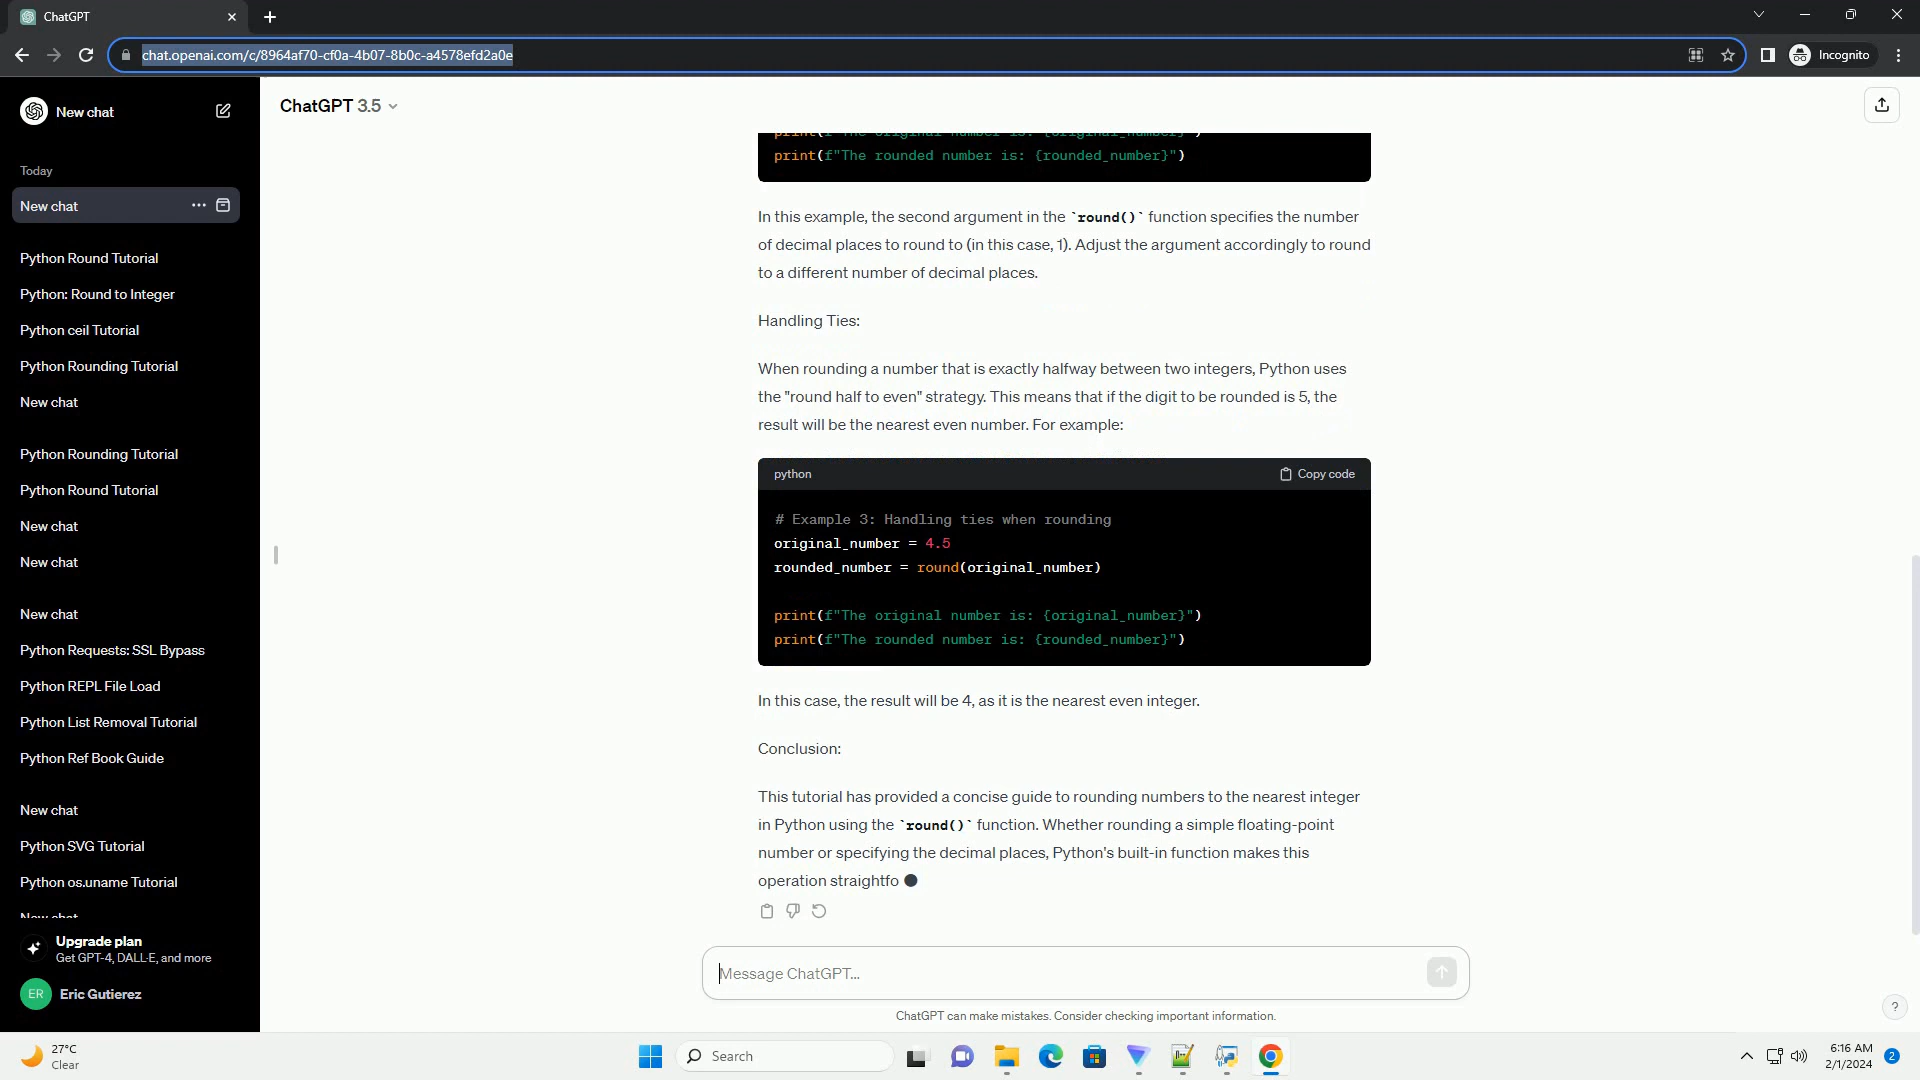 ChatGPT
chat.openai.com/c/8964af70-cf0a-4b07-8b0c-a4578efd2a0e
Incognito
New chat
ChatGPT 3.5
Today
New chat
Python Round Tutorial
Python: Round to Integer
Python ceil Tutorial
Python Rounding Tutorial
New chat
Python Rounding Tutorial
Python Round Tutorial
New chat
New chat
New chat
Python Requests: SSL Bypass
Python REPL File Load
Python List Removal Tutorial
Python Ref Book Guide
New chat
Python SVG Tutorial
Python os.uname Tutorial
New chat
Upgrade plan
Get GPT-4, DALL·E, and more
ER
Eric Gutierez
print(f"The original number is: {original_number}")
print(f"The rounded number is: {rounded_number}")
In this example, the second argument in the `round()` function specifies the number
of decimal places to round to (in this case, 1). Adjust the argument accordingly to round
to a different number of decimal places.
Handling Ties:
When rounding a number that is exactly halfway between two integers, Python uses
the "round half to even" strategy. This means that if the digit to be rounded is 5, the
result will be the nearest even number. For example:
python
Copy code
# Example 3: Handling ties when rounding
original_number = 4.5
rounded_number = round(original_number)
print(f"The original number is: {original_number}")
print(f"The rounded number is: {rounded_number}")
In this case, the result will be 4, as it is the nearest even integer.
Conclusion:
This tutorial has provided a concise guide to rounding numbers to the nearest integer
in Python using the `round()` function. Whether rounding a simple floating-point
number or specifying the decimal places, Python's built-in function makes this
operation straightfo
Message ChatGPT...
ChatGPT can make mistakes. Consider checking important information.
?
27°C
Clear
Search
6:16 AM
2/1/2024
2